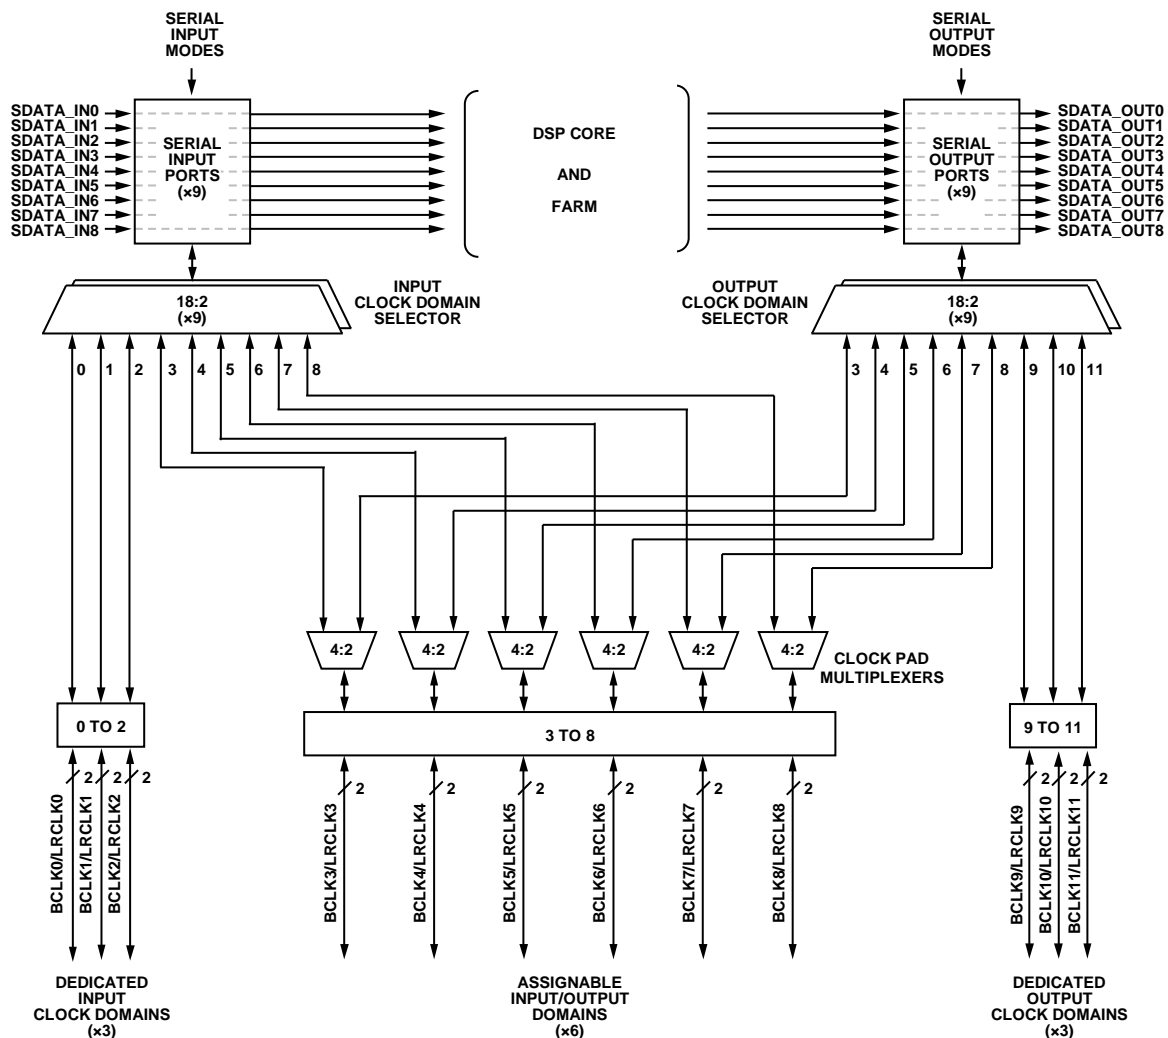 SERIAL
INPUT
MODES
SERIAL
OUTPUT
MODES
SDATA_IN0
SDATA_IN1
SDATA_IN2
SDATA_IN3
SDATA_IN4
SDATA_IN5
SDATA_IN6
SDATA_IN7
SDATA_IN8
SERIAL
INPUT
PORTS
(×9)
DSP CORE
AND
FARM
SERIAL
OUTPUT
PORTS
(×9)
SDATA_OUT0
SDATA_OUT1
SDATA_OUT2
SDATA_OUT3
SDATA_OUT4
SDATA_OUT5
SDATA_OUT6
SDATA_OUT7
SDATA_OUT8
18:2
(×9)
INPUT
CLOCK DOMAIN
SELECTOR
OUTPUT
CLOCK DOMAIN
SELECTOR
18:2
(×9)
0 1 2 3 4 5 6 7 8
3 4 5 6 7 8 9 10 11
4:2 4:2 4:2 4:2 4:2 4:2
CLOCK PAD
MULTIPLEXERS
0 TO 2
3 TO 8
9 TO 11
2 2 2
2 2 2 2 2 2
2 2 2
BCLK0/LRCLK0
BCLK1/LRCLK1
BCLK2/LRCLK2
BCLK3/LRCLK3
BCLK4/LRCLK4
BCLK5/LRCLK5
BCLK6/LRCLK6
BCLK7/LRCLK7
BCLK8/LRCLK8
BCLK9/LRCLK9
BCLK10/LRCLK10
BCLK11/LRCLK11
DEDICATED
INPUT
CLOCK DOMAINS
(×3)
ASSIGNABLE
INPUT/OUTPUT
DOMAINS
(×6)
DEDICATED
OUTPUT
CLOCK DOMAINS
(×3)